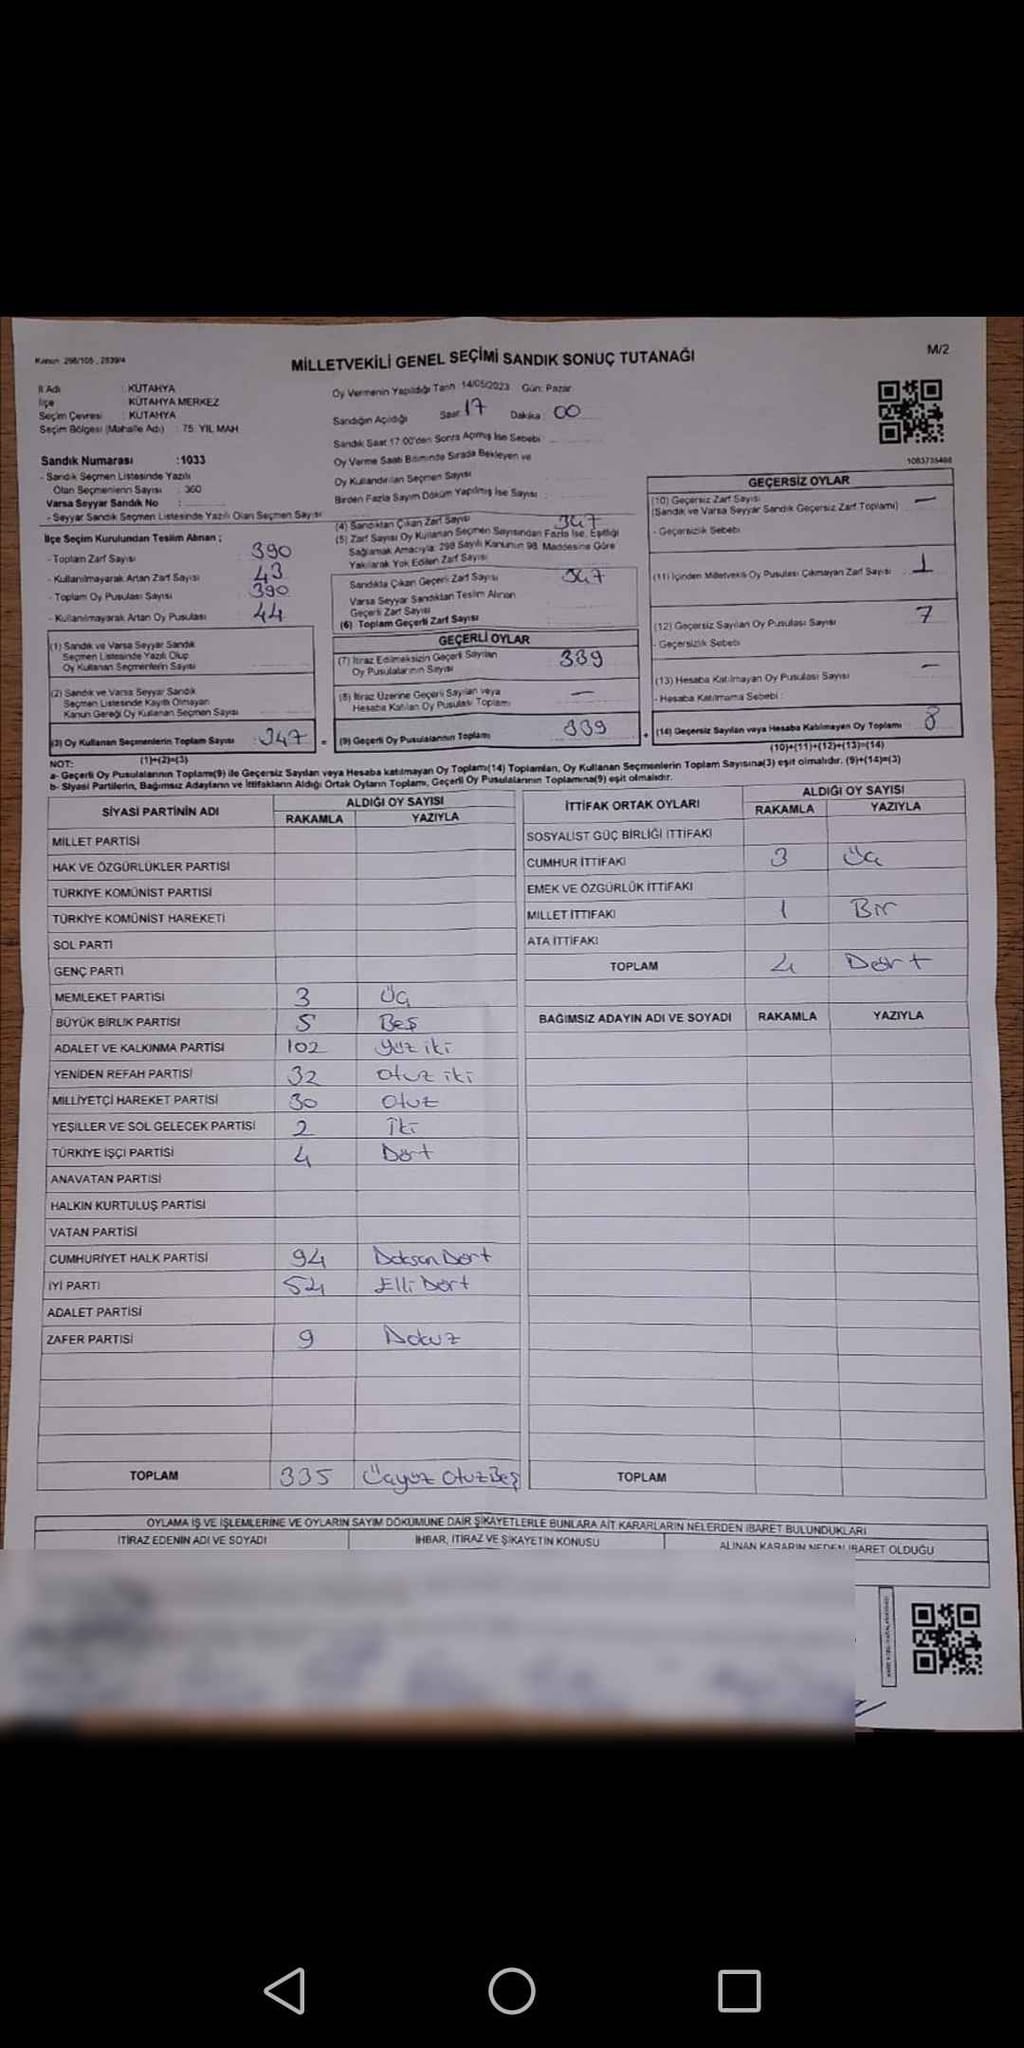 Kanun: 298/105, 2839/4
MİLLETVEKİLİ GENEL SEÇİMİ SANDIK SONUÇ TUTANAĞI
M/2
İl Adı : KÜTAHYA
İlçe : KÜTAHYA MERKEZ
Seçim Çevresi : KÜTAHYA
Seçim Bölgesi (Mahalle Adı) : 75. YIL MAH
Oy Vermenin Yapıldığı Tarih : 14/05/2023 Gün: Pazar
Sandığın Açıldığı Saat: 17 Dakika : 00
Sandık Saat 17:00'den Sonra Açılmış İse Sebebi :
Oy Verme Saati Bitiminde Sırada Bekleyen ve
Oy Kullandırılan Seçmen Sayısı
Birden Fazla Sayım Döküm Yapılmış İse Sayısı :
Sandık Numarası : 1033
- Sandık Seçmen Listesinde Yazılı
Olan Seçmenlerin Sayısı : 360
Varsa Seyyar Sandık No :
- Seyyar Sandık Seçmen Listesinde Yazılı Olan Seçmen Sayısı
İlçe Seçim Kurulundan Teslim Alınan ;
- Toplam Zarf Sayısı 390
- Kullanılmayarak Artan Zarf Sayısı 43
- Toplam Oy Pusulası Sayısı 390
- Kullanılmayarak Artan Oy Pusulası 44
(1) Sandık ve Varsa Seyyar Sandık
Seçmen Listesinde Yazılı Olup
Oy Kullanan Seçmenlerin Sayısı
(2) Sandık ve Varsa Seyyar Sandık
Seçmen Listesinde Kayıtlı Olmayan
Kanun Gereği Oy Kullanan Seçmen Sayısı
(3) Oy Kullanan Seçmenlerin Toplam Sayısı : 347 =
(1)+(2)=(3)
(4) Sandıktan Çıkan Zarf Sayısı 347
(5) Zarf Sayısı Oy Kullanan Seçmen Sayısından Fazla İse, Eşitliği
Sağlamak Amacıyla, 298 Sayılı Kanunun 98. Maddesine Göre
Yakılarak Yok Edilen Zarf Sayısı
Sandıkta Çıkan Geçerli Zarf Sayısı 347
Varsa Seyyar Sandıktan Teslim Alınan
Geçerli Zarf Sayısı
(6) Toplam Geçerli Zarf Sayısı
GEÇERLİ OYLAR
(7) İtiraz Edilmeksizin Geçerli Sayılan
Oy Pusulalarının Sayısı 339
(8) İtiraz Üzerine Geçerli Sayılan veya
Hesaba Katılan Oy Pusulası Toplamı —
(9) Geçerli Oy Pusulalarının Toplamı 339 +
1083735468
GEÇERSİZ OYLAR
(10) Geçersiz Zarf Sayısı —
(Sandık ve Varsa Seyyar Sandık Geçersiz Zarf Toplamı)
- Geçersizlik Sebebi
(11) İçinden Milletvekili Oy Pusulası Çıkmayan Zarf Sayısı 1
(12) Geçersiz Sayılan Oy Pusulası Sayısı 7
- Geçersizlik Sebebi
(13) Hesaba Katılmayan Oy Pusulası Sayısı —
- Hesaba Katılmama Sebebi :
(14) Geçersiz Sayılan veya Hesaba Katılmayan Oy Toplamı 8
(10)+(11)+(12)+(13)=(14)
NOT:
a- Geçerli Oy Pusulalarının Toplamı(9) ile Geçersiz Sayılan veya Hesaba katılmayan Oy Toplamı(14) Toplamları, Oy Kullanan Seçmenlerin Toplam Sayısına(3) eşit olmalıdır. (9)+(14)=(3)
b- Siyasi Partilerin, Bağımsız Adayların ve İttifakların Aldığı Ortak Oyların Toplamı, Geçerli Oy Pusulalarının Toplamına(9) eşit olmalıdır.
SİYASİ PARTİNİN ADI ALDIĞI OY SAYISI
RAKAMLA YAZIYLA
MİLLET PARTİSİ
HAK VE ÖZGÜRLÜKLER PARTİSİ
TÜRKİYE KOMÜNİST PARTİSİ
TÜRKİYE KOMÜNİST HAREKETİ
SOL PARTİ
GENÇ PARTİ
MEMLEKET PARTİSİ 3 Üç
BÜYÜK BİRLİK PARTİSİ 5 Beş
ADALET VE KALKINMA PARTİSİ 102 Yüz iki
YENİDEN REFAH PARTİSİ 32 otuz iki
MİLLİYETÇİ HAREKET PARTİSİ 30 otuz
YEŞİLLER VE SOL GELECEK PARTİSİ 2 İki
TÜRKİYE İŞÇİ PARTİSİ 4 Dört
ANAVATAN PARTİSİ
HALKIN KURTULUŞ PARTİSİ
VATAN PARTİSİ
CUMHURİYET HALK PARTİSİ 94 Doksan Dört
İYİ PARTİ 54 Elli Dört
ADALET PARTİSİ
ZAFER PARTİSİ 9 Dokuz
TOPLAM 335 Üçyüz Otuz Beş
İTTİFAK ORTAK OYLARI ALDIĞI OY SAYISI
RAKAMLA YAZIYLA
SOSYALİST GÜÇ BİRLİĞİ İTTİFAKI
CUMHUR İTTİFAKI 3 Üç
EMEK VE ÖZGÜRLÜK İTTİFAKI
MİLLET İTTİFAKI 1 Bir
ATA İTTİFAKI
TOPLAM 4 Dört
BAĞIMSIZ ADAYIN ADI VE SOYADI RAKAMLA YAZIYLA
TOPLAM
OYLAMA İŞ VE İŞLEMLERİNE VE OYLARIN SAYIM DÖKÜMÜNE DAİR ŞİKAYETLERLE BUNLARA AİT KARARLARIN NELERDEN İBARET BULUNDUKLARI
İTİRAZ EDENİN ADI VE SOYADI İHBAR, İTİRAZ VE ŞİKAYETİN KONUSU ALINAN KARARIN NEDEN İBARET OLDUĞU